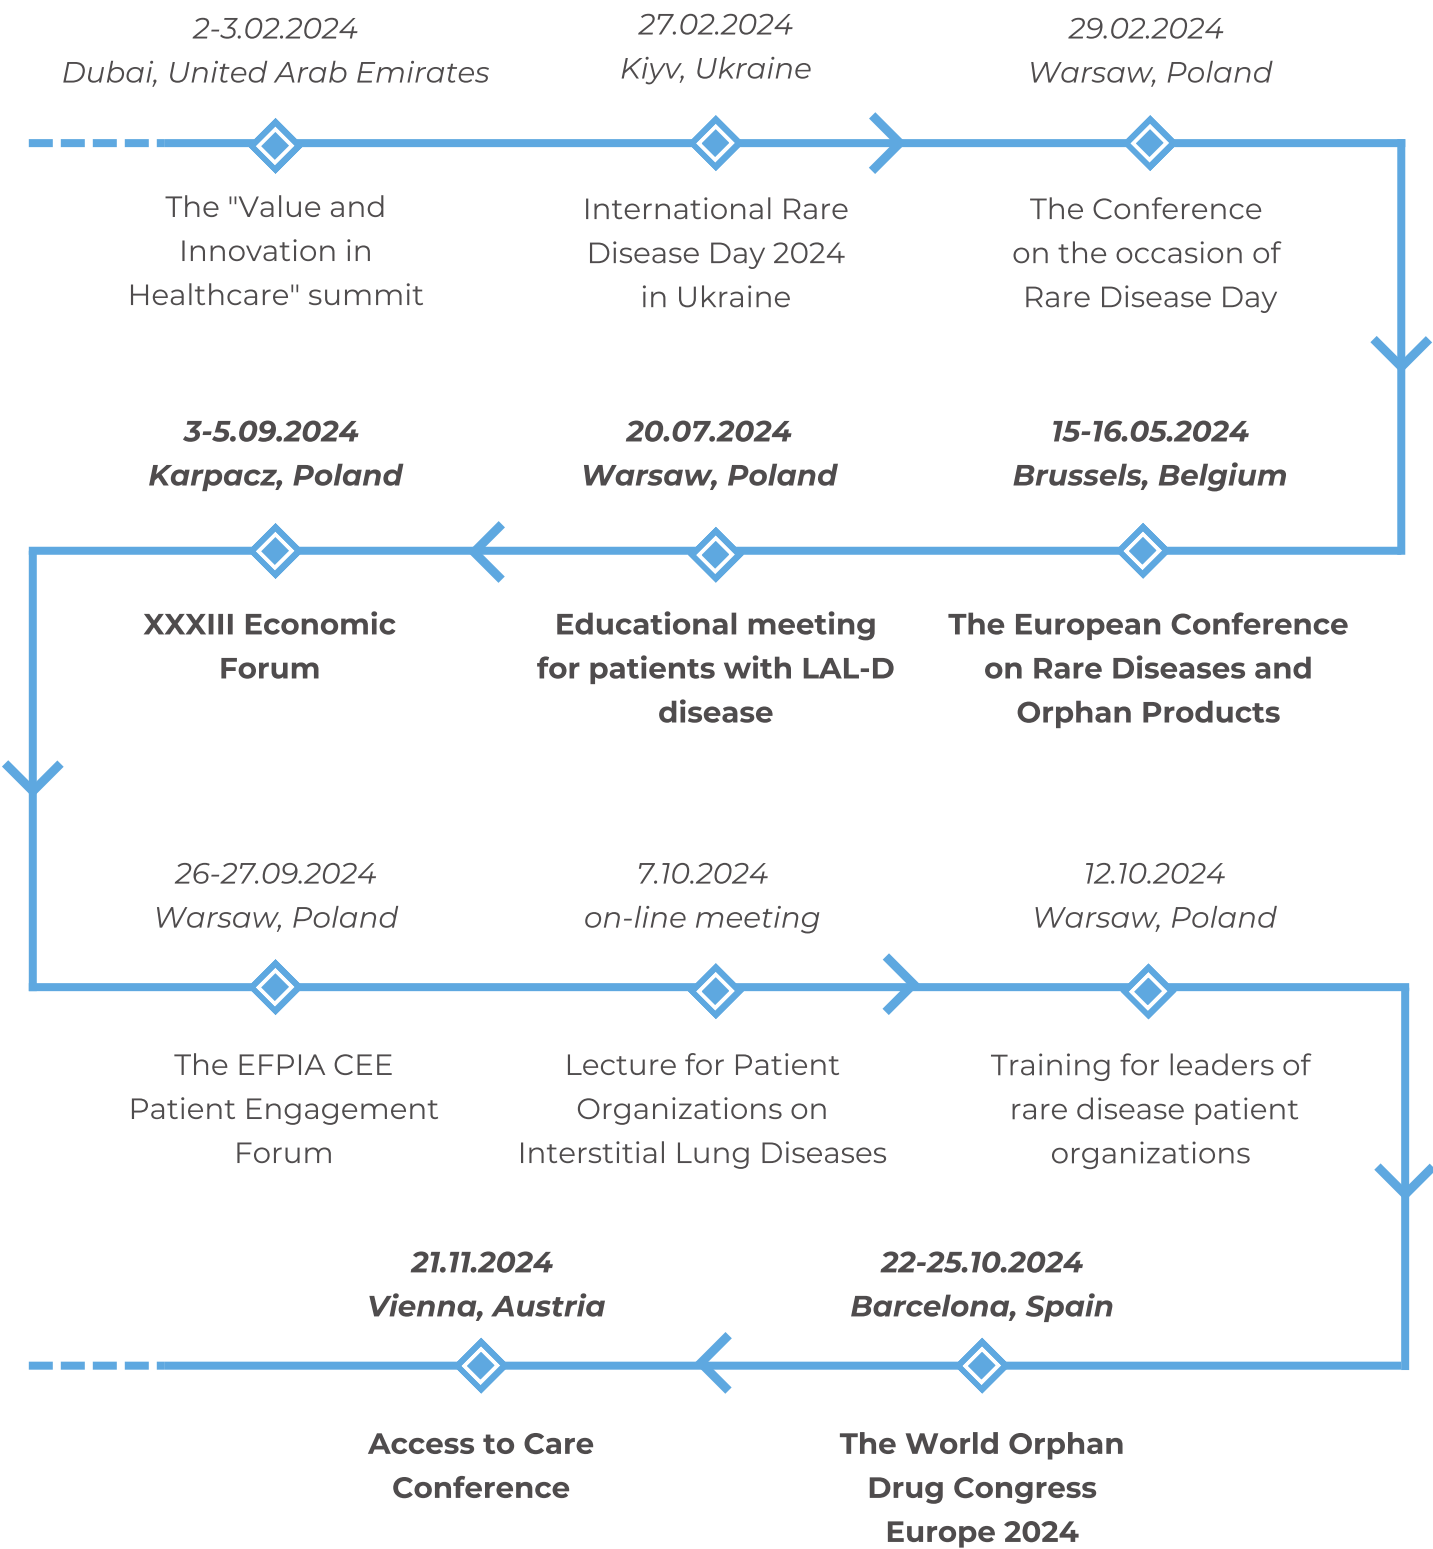 2-3.02.2024
Dubai, United Arab Emirates
The "Value and
Innovation in
Healthcare" summit
27.02.2024
Kiyv, Ukraine
International Rare
Disease Day 2024
in Ukraine
29.02.2024
Warsaw, Poland
The Conference
on the occasion of
Rare Disease Day
15-16.05.2024
Brussels, Belgium
The European Conference
on Rare Diseases and
Orphan Products
20.07.2024
Warsaw, Poland
Educational meeting
for patients with LAL-D
disease
3-5.09.2024
Karpacz, Poland
XXXIII Economic
Forum
26-27.09.2024
Warsaw, Poland
The EFPIA CEE
Patient Engagement
Forum
7.10.2024
on-line meeting
Lecture for Patient
Organizations on
Interstitial Lung Diseases
12.10.2024
Warsaw, Poland
Training for leaders of
rare disease patient
organizations
22-25.10.2024
Barcelona, Spain
The World Orphan
Drug Congress
Europe 2024
21.11.2024
Vienna, Austria
Access to Care
Conference